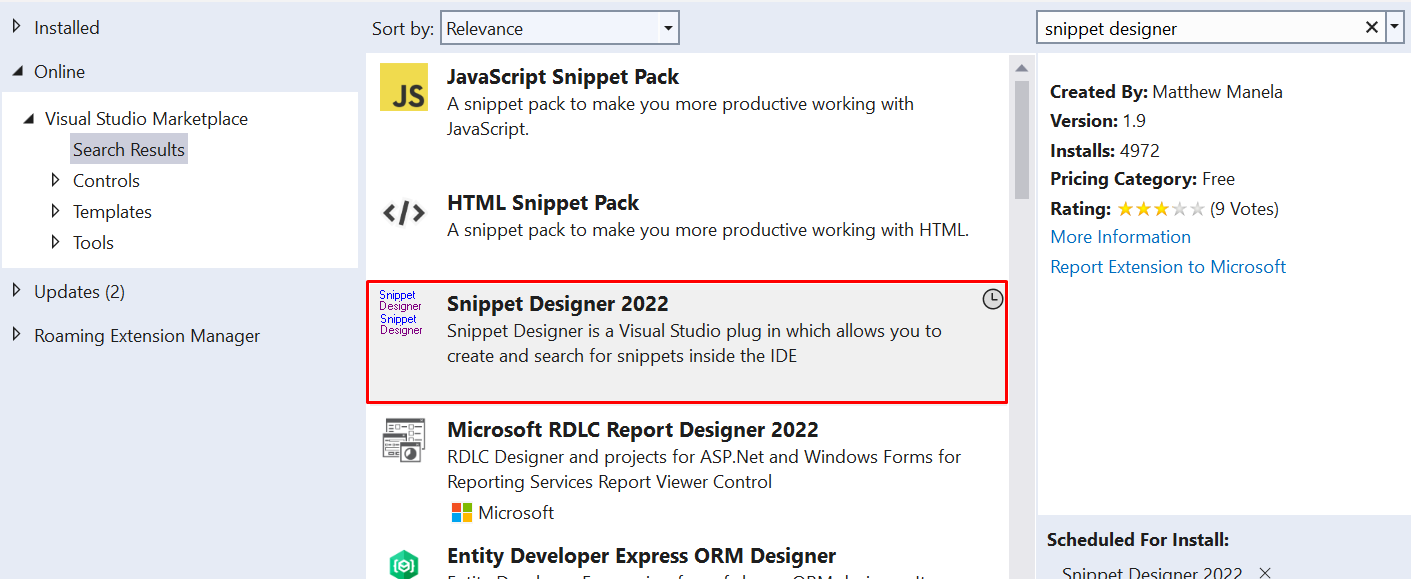 Installed
Online
Visual Studio Marketplace
Search Results
Controls
Templates
Tools
Updates (2)
Roaming Extension Manager
Sort by: Relevance
JS
JavaScript Snippet Pack
A snippet pack to make you more productive working with
JavaScript.
</>
HTML Snippet Pack
A snippet pack to make you more productive working with HTML.
Snippet
Designer
Snippet
Designer
Snippet Designer 2022
Snippet Designer is a Visual Studio plug in which allows you to
create and search for snippets inside the IDE
Microsoft RDLC Report Designer 2022
RDLC Designer and projects for ASP.Net and Windows Forms for
Reporting Services Report Viewer Control
Microsoft
Entity Developer Express ORM Designer
snippet designer
Created By: Matthew Manela
Version: 1.9
Installs: 4972
Pricing Category: Free
Rating: (9 Votes)
More Information
Report Extension to Microsoft
Scheduled For Install:
Snippet Designer 2022